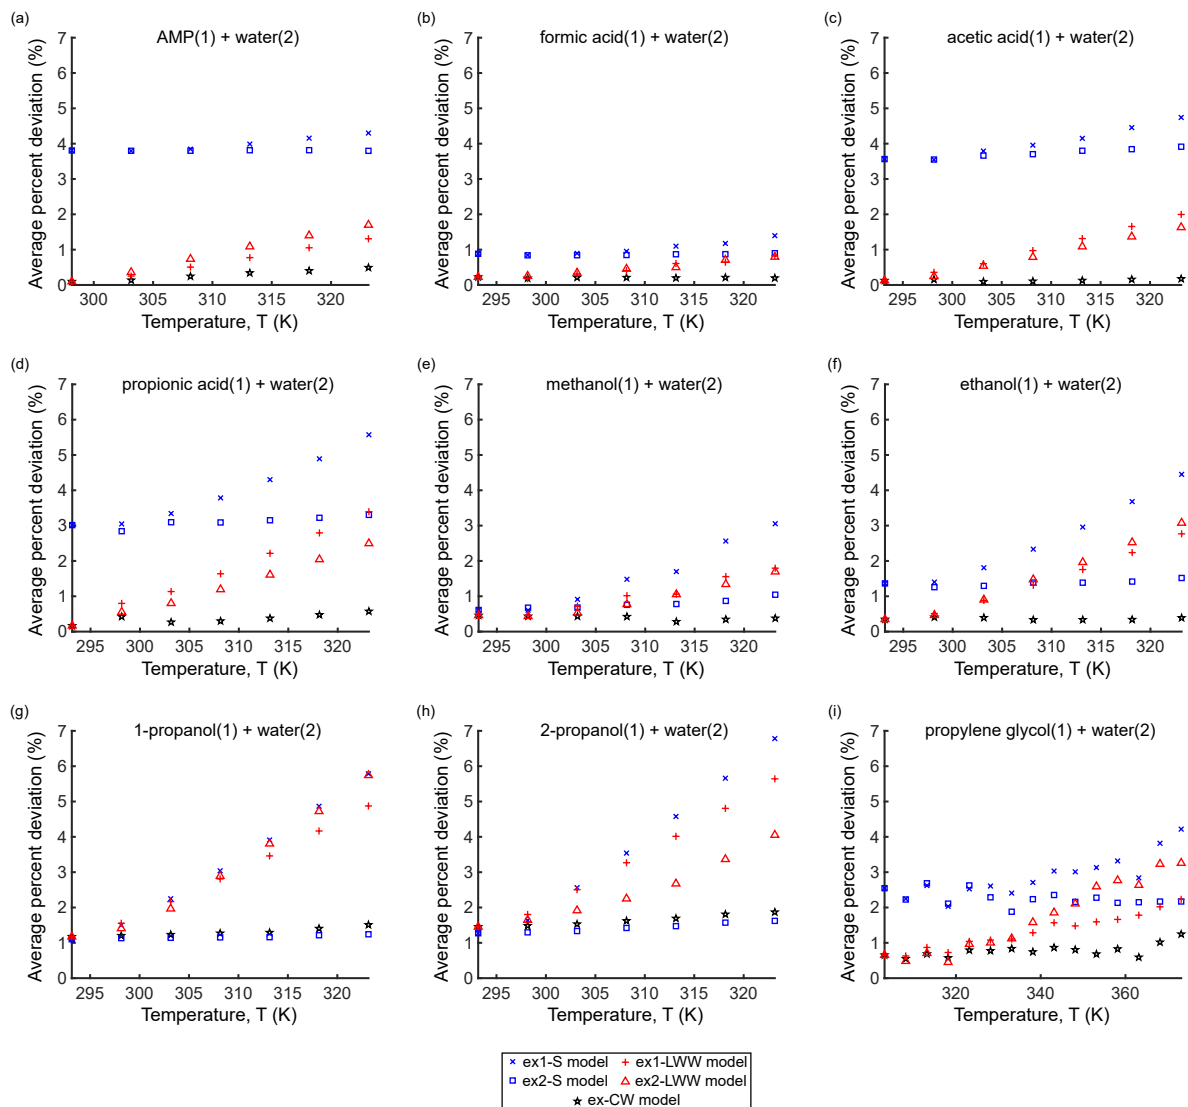 (a)
AMP(1) + water(2)
Average percent deviation (%)
7
6
5
4
3
2
1
0
300 305 310 315 320
Temperature, T (K)
(b)
formic acid(1) + water(2)
Average percent deviation (%)
7
6
5
4
3
2
1
0
295 300 305 310 315 320
Temperature, T (K)
(c)
acetic acid(1) + water(2)
Average percent deviation (%)
7
6
5
4
3
2
1
0
295 300 305 310 315 320
Temperature, T (K)
(d)
propionic acid(1) + water(2)
Average percent deviation (%)
7
6
5
4
3
2
1
0
295 300 305 310 315 320
Temperature, T (K)
(e)
methanol(1) + water(2)
Average percent deviation (%)
7
6
5
4
3
2
1
0
295 300 305 310 315 320
Temperature, T (K)
(f)
ethanol(1) + water(2)
Average percent deviation (%)
7
6
5
4
3
2
1
0
295 300 305 310 315 320
Temperature, T (K)
(g)
1-propanol(1) + water(2)
Average percent deviation (%)
7
6
5
4
3
2
1
0
295 300 305 310 315 320
Temperature, T (K)
(h)
2-propanol(1) + water(2)
Average percent deviation (%)
7
6
5
4
3
2
1
0
295 300 305 310 315 320
Temperature, T (K)
(i)
propylene glycol(1) + water(2)
Average percent deviation (%)
7
6
5
4
3
2
1
0
320 340 360
Temperature, T (K)
ex1-S model ex1-LWW model
ex2-S model ex2-LWW model
ex-CW model